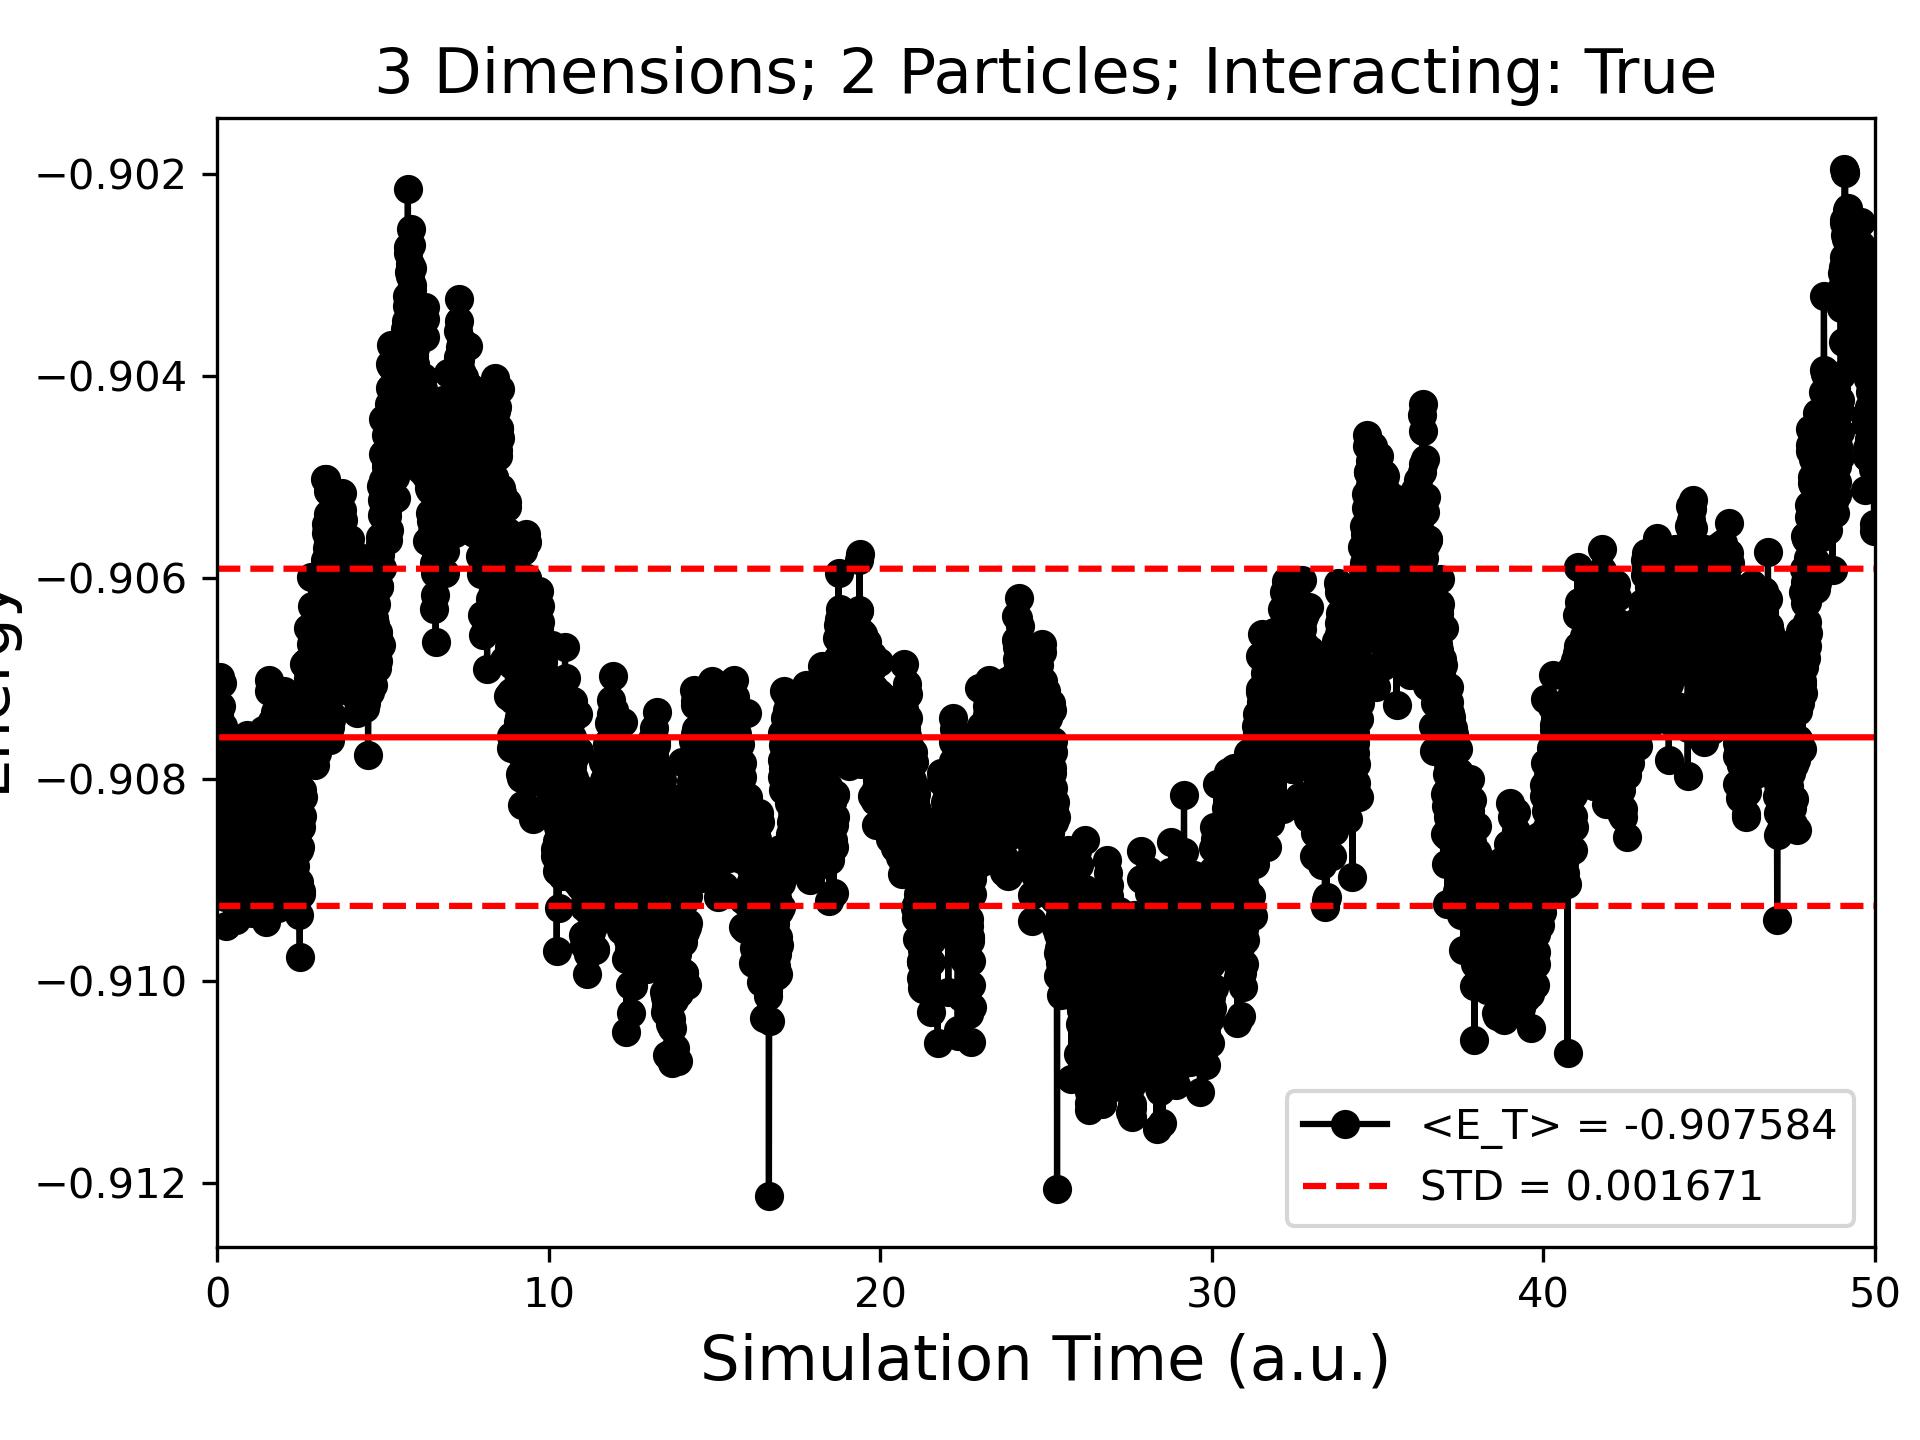 3 Dimensions; 2 Particles; Interacting: True
−0.902
−0.904
−0.906
−0.908
−0.910
−0.912
<E_T> = -0.907584
STD = 0.001671
0 10 20 30 40 50
Simulation Time (a.u.)